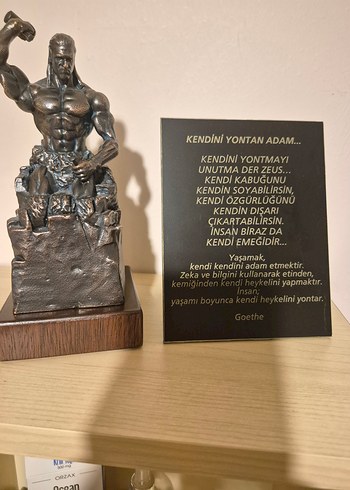 KENDİNİ YONTAN ADAM...
KENDİNİ YONTMAYI
UNUTMA DER ZEUS...
KENDİ KABUĞUNU
KENDİN SOYABİLİRSİN,
KENDİ ÖZGÜRLÜĞÜNÜ
KENDİN DIŞARI
ÇIKARTABİLİRSİN.
İNSAN BİRAZ DA
KENDİ EMEĞİDİR...
Yaşamak,
kendi kendini adam etmektir.
Zeka ve bilgini kullanarak etinden,
kemiğinden kendi heykelini yapmaktır.
İnsan;
yaşamı boyunca kendi heykelini yontar.
Goethe
ORZAX
Ocean